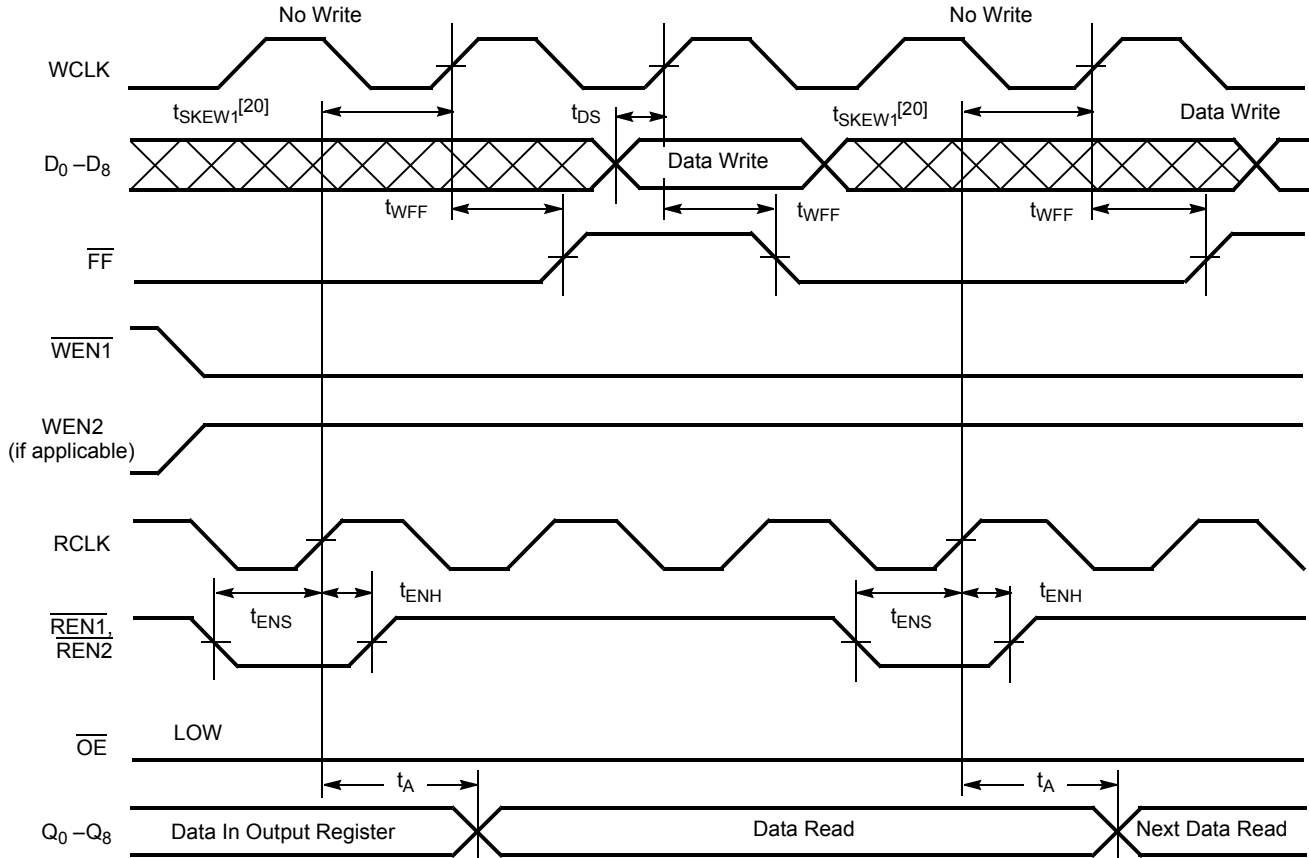 No Write No Write
WCLK
tSKEW1[20] tDS tSKEW1[20] Data Write
D0 –D8 Data Write
tWFF tWFF tWFF
FF
WEN1
WEN2
(if applicable)
RCLK
tENH tENH
tENS tENS
REN1,
REN2
LOW
OE
tA tA
Q0 –Q8 Data In Output Register Data Read Next Data Read